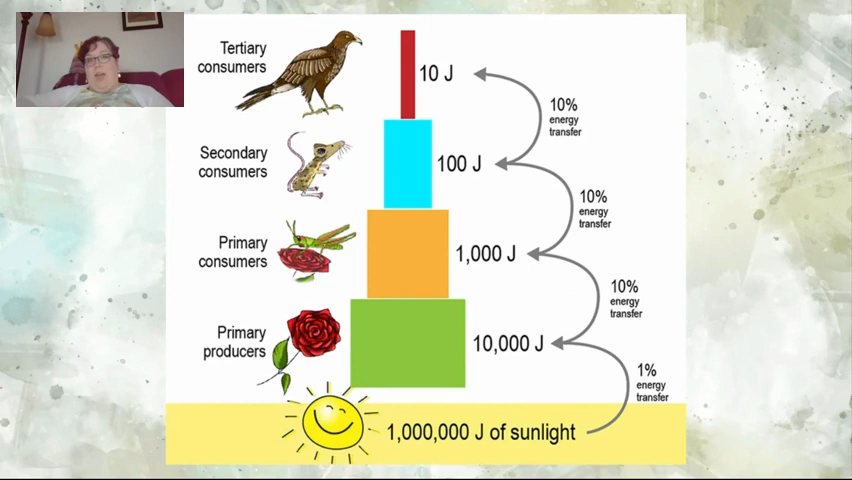 Tertiary
consumers
10 J
10%
energy
transfer
Secondary
consumers
100 J
10%
energy
transfer
Primary
consumers
1,000 J
10%
energy
transfer
Primary
producers
10,000 J
1%
energy
transfer
1,000,000 J of sunlight